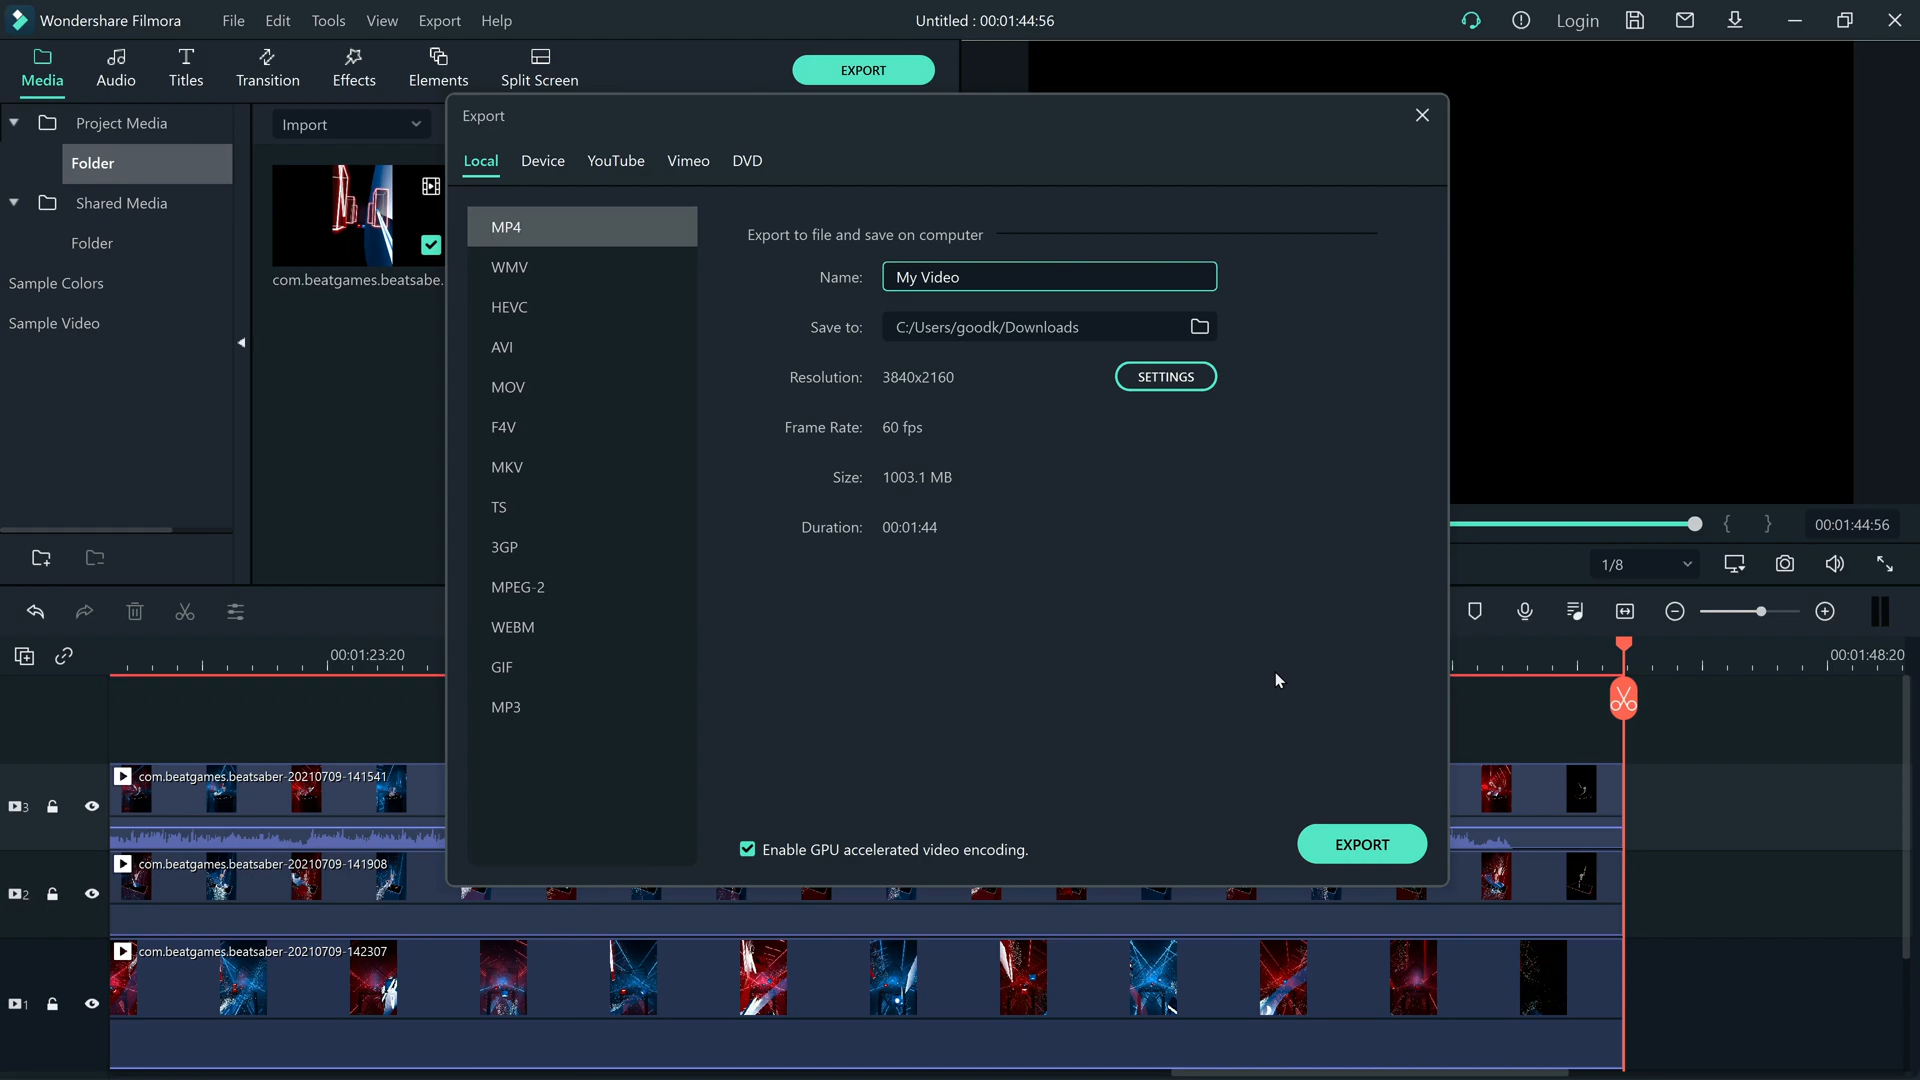 Wondershare Filmora File Edit Tools View Export Help Untitled : 00:01:44:56 Login
Media Audio Titles Transition Effects Elements Split Screen EXPORT
Project Media
Folder
Shared Media
Folder
Sample Colors
Sample Video
Import
com.beatgames.beatsabe.
Export
Local Device YouTube Vimeo DVD
MP4
WMV
HEVC
AVI
MOV
F4V
MKV
TS
3GP
MPEG-2
WEBM
GIF
MP3
Export to file and save on computer
Name: My Video
Save to: C:/Users/goodk/Downloads
Resolution: 3840x2160 SETTINGS
Frame Rate: 60 fps
Size: 1003.1 MB
Duration: 00:01:44
Enable GPU accelerated video encoding. EXPORT
{ } 00:01:44:56
1/8
00:01:23:20 00:01:48:20
3 com.beatgames.beatsaber-20210709-141541
2 com.beatgames.beatsaber-20210709-141908
1 com.beatgames.beatsaber-20210709-142307